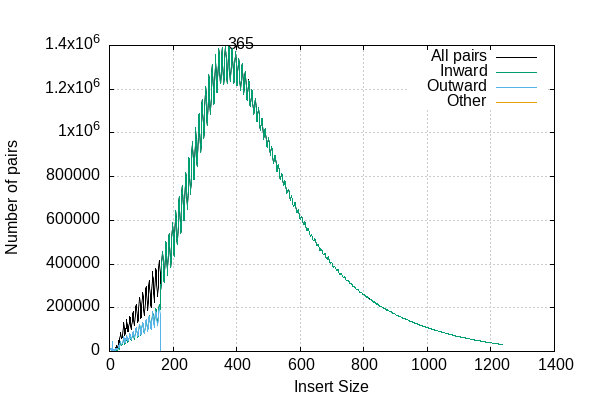 365
1.4x10^6
1.2x10^6
1x10^6
800000
600000
400000
200000
0
Number of pairs
All pairs
Inward
Outward
Other
0 200 400 600 800 1000 1200 1400
Insert Size